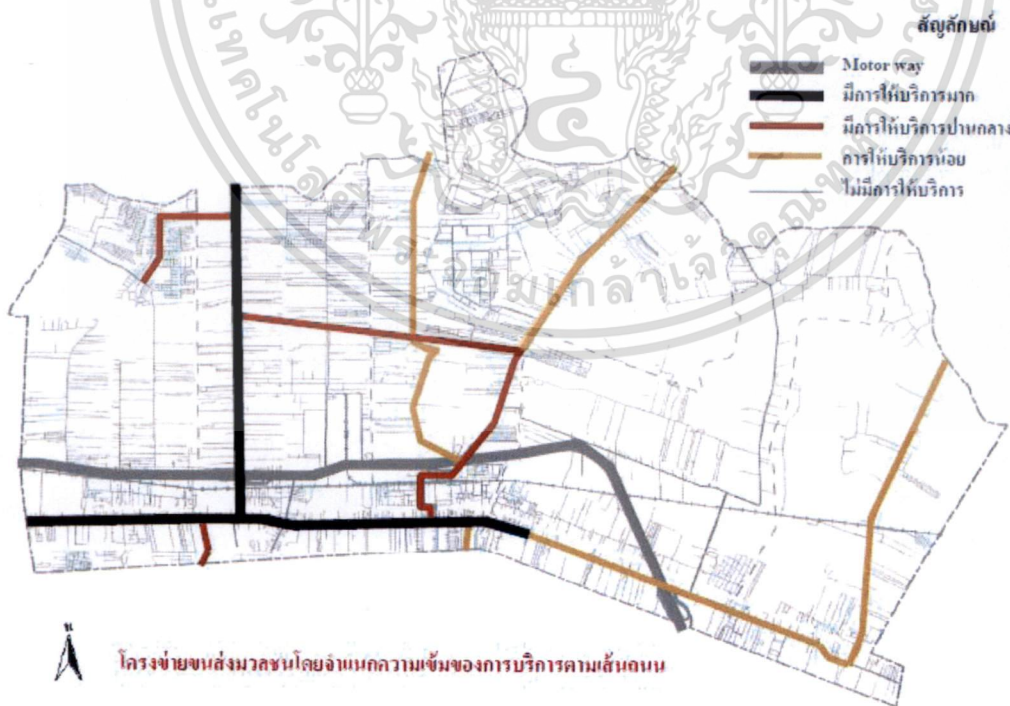 สัญลักษณ์
Motor way
มีการให้บริการมาก
มีการให้บริการปานกลาง
การให้บริการน้อย
ไม่มีการให้บริการ
น
โครงข่ายขนส่งมวลชนโดยจำแนกความเข้มของการบริการตามเส้นถนน